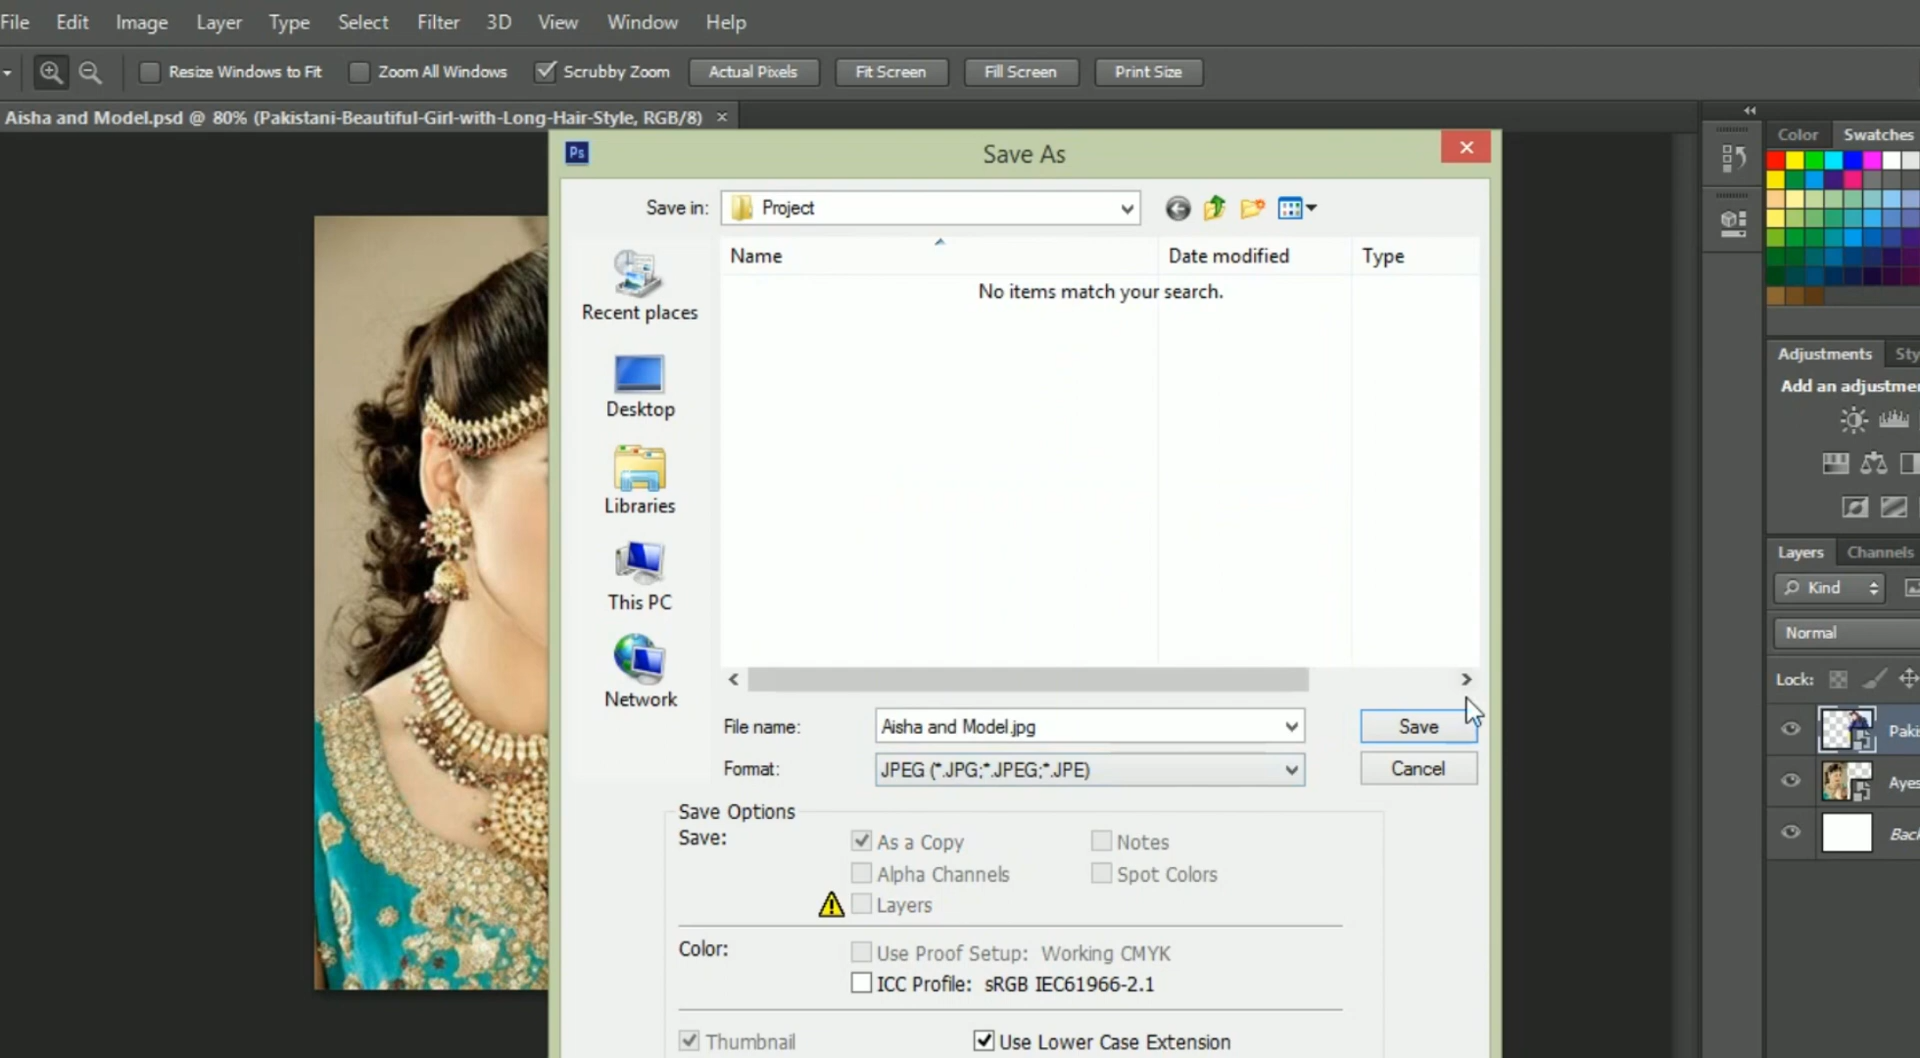 File Edit Image Layer Type Select Filter 3D View Window Help
Resize Windows to Fit Zoom All Windows Scrubby Zoom Actual Pixels Fit Screen Fill Screen Print Size
Aisha and Model.psd @ 80% (Pakistani-Beautiful-Girl-with-Long-Hair-Style, RGB/8) ×
Ps Save As
Save in: Project
Name Date modified Type
No items match your search.
Recent places
Desktop
Libraries
This PC
Network
File name: Aisha and Model.jpg Save
Format: JPEG (*.JPG;*.JPEG;*.JPE) Cancel
Save Options
Save: As a Copy Notes
Alpha Channels Spot Colors
Layers
Color: Use Proof Setup: Working CMYK
ICC Profile: sRGB IEC61966-2.1
Thumbnail Use Lower Case Extension
Color Swatches
Adjustments Sty
Add an adjustme
Layers Channels
Kind
Normal
Lock:
Paki
Ayes
Back